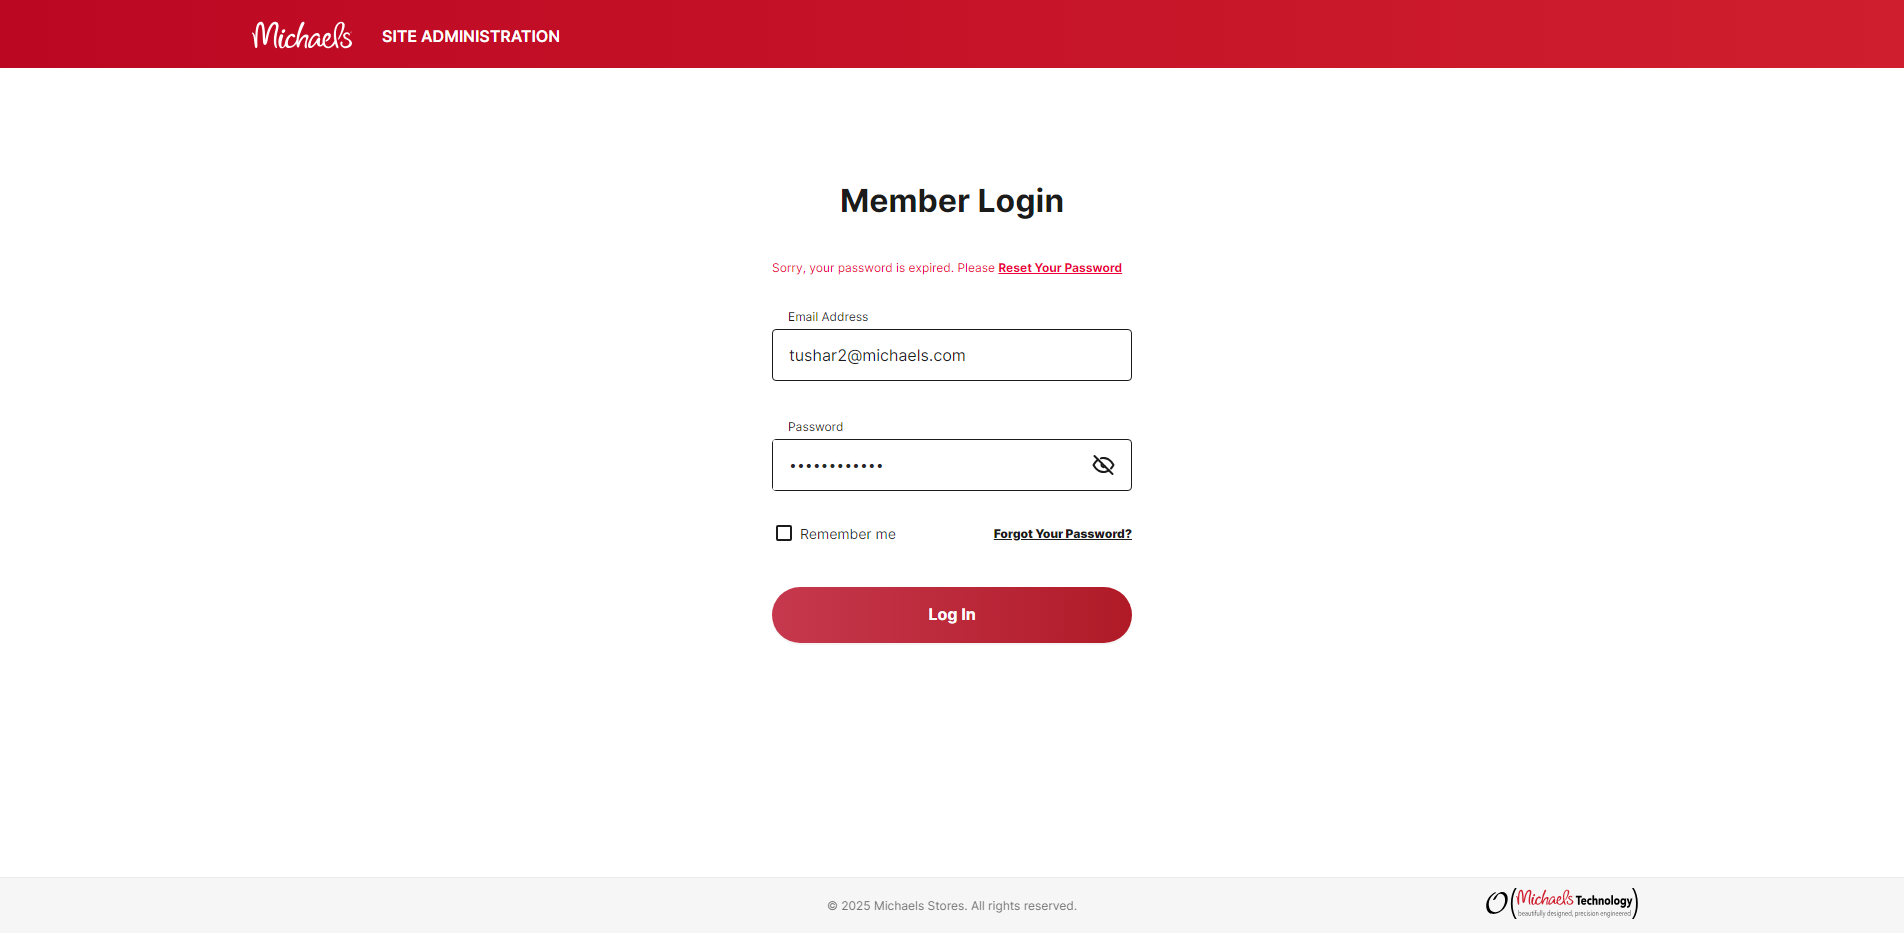 Michaels SITE ADMINISTRATION
Member Login
Sorry, your password is expired. Please Reset Your Password
Email Address
tushar2@michaels.com
Password
••••••••••••
Remember me Forgot Your Password?
Log In
© 2025 Michaels Stores. All rights reserved.
O(Michaels Technology)
beautifully designed, precision engineered